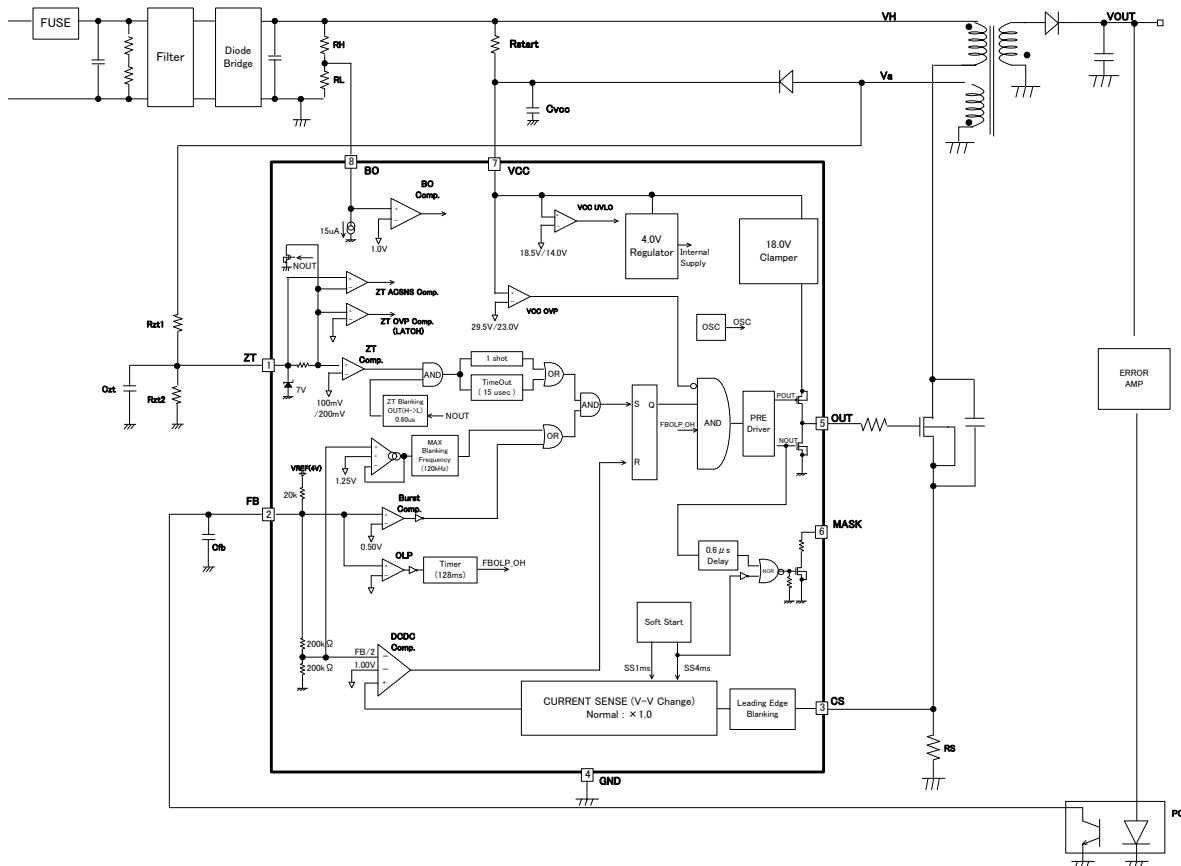 FUSE
Filter
Diode
Bridge
RH
RL
Rstart
Cvcc
VH
Va
VOUT
8
BO
7
VCC
BO
Comp.
15uA
1.0V
VCC UVLO
18.5V/14.0V
4.0V
Regulator
Internal
Supply
18.0V
Clamper
NOUT
ZT ACSNS Comp.
ZT OVP Comp.
(LATCH)
VCC OVP
29.5V/23.0V
OSC
OSC
Rzt1
ZT
1
Czt
Rzt2
7V
ZT
Comp.
100mV
/200mV
AND
1 shot
TimeOut
( 15 usec )
OR
ZT Blanking
OUT(H->L)
0.60us
NOUT
AND
OR
1.25V
MAX
Blanking
Frequency
(120kHz)
S
Q
R
FBOLP_OH
AND
PRE
Driver
POUT
NOUT
5
OUT
ERROR
AMP
VREF(4V)
20k
FB
2
Cfb
Burst
Comp.
0.50V
OLP
Timer
(128ms)
FBOLP_OH
6
MASK
0.6μs
Delay
NOR
Soft Start
SS1ms
SS4ms
200kΩ
200kΩ
FB/2
1.00V
DCDC
Comp.
CURRENT SENSE (V-V Change)
Normal : ×1.0
Leading Edge
Blanking
3
CS
RS
4
GND